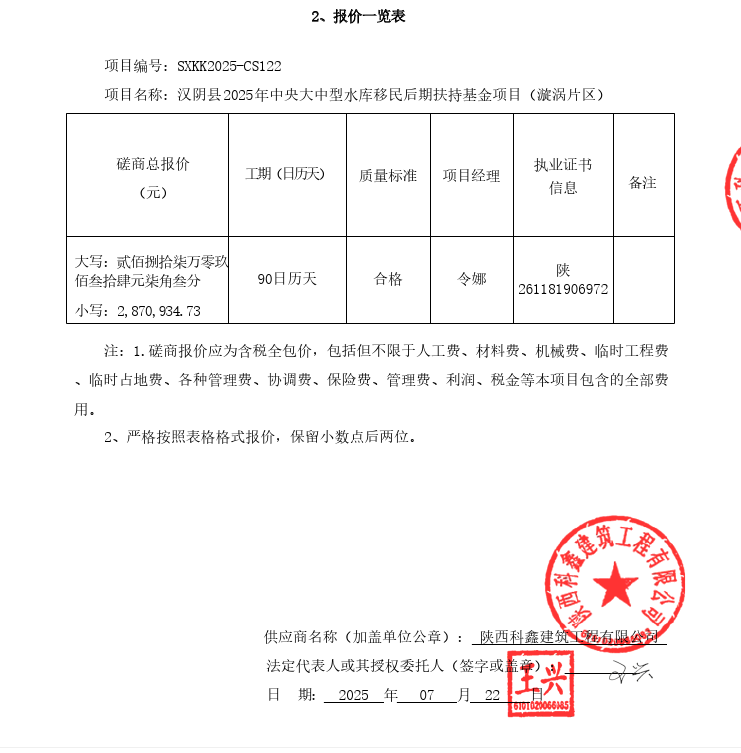 2、报价一览表
项目编号：SXKK2025-CS122
项目名称：汉阴县2025年中央大中型水库移民后期扶持基金项目（漩涡片区）
磋商总报价
（元）
工期（日历天）
质量标准
项目经理
执业证书
信息
备注
大写：贰佰捌拾柒万零玖
佰叁拾肆元柒角叁分
小写：2,870,934.73
90日历天
合格
令娜
陕
261181906972
注：1.磋商报价应为含税全包价，包括但不限于人工费、材料费、机械费、临时工程费
、临时占地费、各种管理费、协调费、保险费、管理费、利润、税金等本项目包含的全部费
用。
2、严格按照表格格式报价，保留小数点后两位。
陕西科鑫建筑工程有限公司
供应商名称（加盖单位公章）：陕西科鑫建筑工程有限公司
法定代表人或其授权委托人（签字或盖章）：王兴
王兴
6101020066985
日 期：2025 年 07 月 22 日